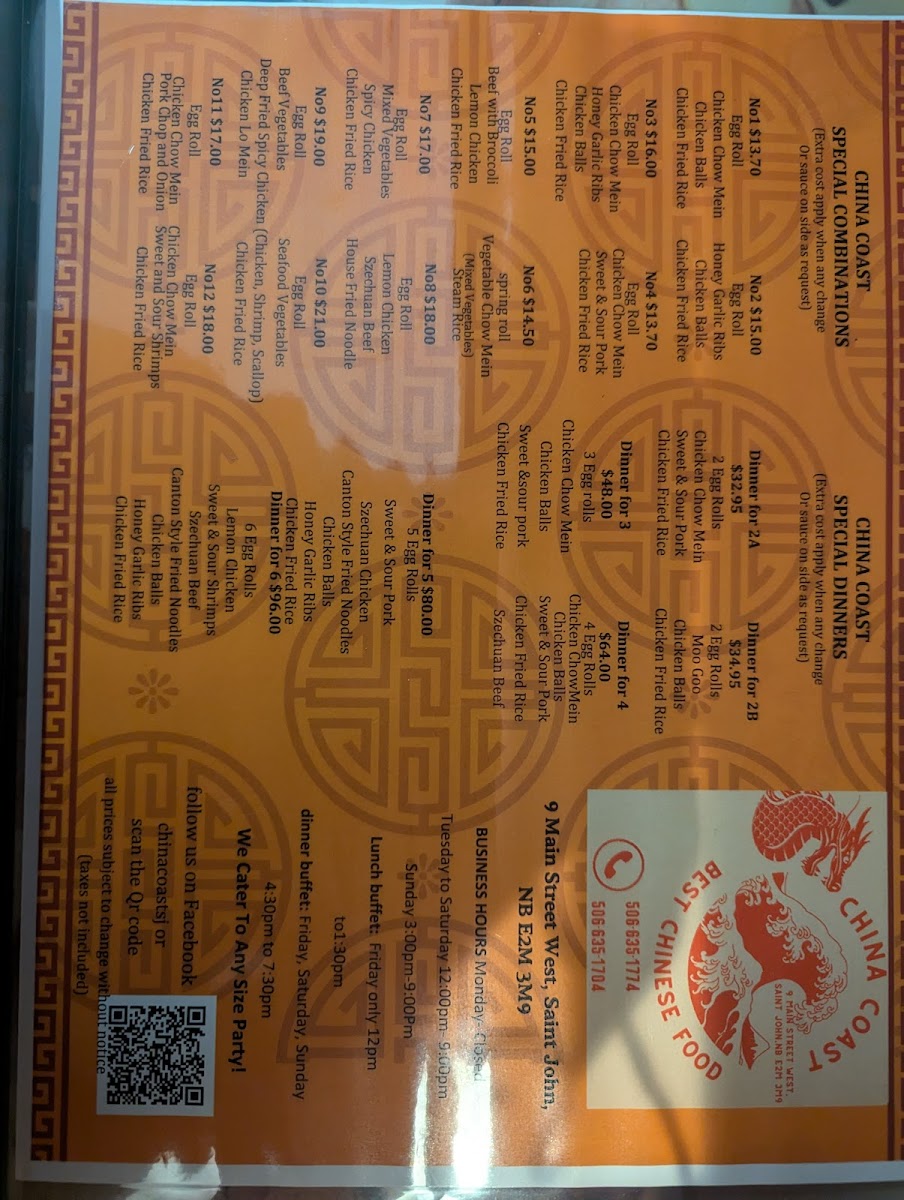 CHINA COAST
SPECIAL COMBINATIONS
(Extra cost apply when any change
Or sauce on side as request)
No1 $13.70
Egg Roll
Chicken Chow Mein
Chicken Balls
Chicken Fried Rice
No2 $15.00
Egg Roll
Honey Garlic Ribs
Chicken Balls
Chicken Fried Rice
No3 $16.00
Egg Roll
Chicken Chow Mein
Honey Garlic Ribs
Chicken Balls
Chicken Fried Rice
No4 $13.70
Egg Roll
Chicken Chow Mein
Sweet & Sour Pork
Chicken Fried Rice
No5 $15.00
Egg Roll
Beef with Broccoli
Lemon Chicken
Chicken Fried Rice
No6 $14.50
spring roll
Vegetable Chow Mein
(Mixed Vegetables)
Steam Rice
No7 $17.00
Egg Roll
Mixed Vegetables
Spicy Chicken
Chicken Fried Rice
No8 $18.00
Egg Roll
Lemon Chicken
Szechuan Beef
House Fried Noodle
No9 $19.00
Egg Roll
Beef Vegetables
Deep Fried Spicy Chicken
Chicken Lo Mein
No10 $21.00
Egg Roll
Seafood Vegetables
(Chicken, Shrimp, Scallop)
Chicken Fried Rice
No11 $17.00
Egg Roll
Chicken Chow Mein
Pork Chop and Onion
Chicken Fried Rice
No12 $18.00
Egg Roll
Chicken Chow Mein
Sweet and Sour Shrimps
Chicken Fried Rice
CHINA COAST
SPECIAL DINNERS
(Extra cost apply when any change
Or sauce on side as request)
Dinner for 2A
$32.95
2 Egg Rolls
Chicken Chow Mein
Sweet & Sour Pork
Chicken Fried Rice
Dinner for 2B
$34.95
2 Egg Rolls
Moo Goo
Chicken Balls
Chicken Fried Rice
Dinner for 3
$48.00
3 Egg rolls
Chicken Chow Mein
Chicken Balls
Sweet &sour pork
Chicken Fried Rice
Dinner for 4
$64.00
4 Egg Rolls
Chicken ChowMein
Chicken Balls
Sweet & Sour Pork
Chicken Fried Rice
Szechuan Beef
Dinner for 5 $80.00
5 Egg Rolls
Sweet & Sour Pork
Szechuan Chicken
Canton Style Fried Noodles
Chicken Balls
Honey Garlic Ribs
Chicken Fried Rice
Dinner for 6 $96.00
6 Egg Rolls
Lemon Chicken
Sweet & Sour Shrimps
Szechuan Beef
Canton Style Fried Noodles
Chicken Balls
Honey Garlic Ribs
Chicken Fried Rice
CHINA COAST
9 MAIN STREET WEST,
SAINT JOHN,NB E2M 3M9
BEST CHINESE FOOD
506-635-1774
506-635-1704
9 Main Street West, Saint John,
NB E2M 3M9
BUSINESS HOURS Monday- Closed
Tuesday to Saturday 12:00pm- 9:00pm
Sunday 3:00pm-9:00Pm
Lunch buffet: Friday only 12pm
to1:30pm
dinner buffet: Friday, Saturday, Sunday
4:30pm to 7:30pm
We Cater To Any Size Party!
follow us on Facebook
chinacoastsj or
scan the Qr code
all prices subject to change without notice
(taxes not included)